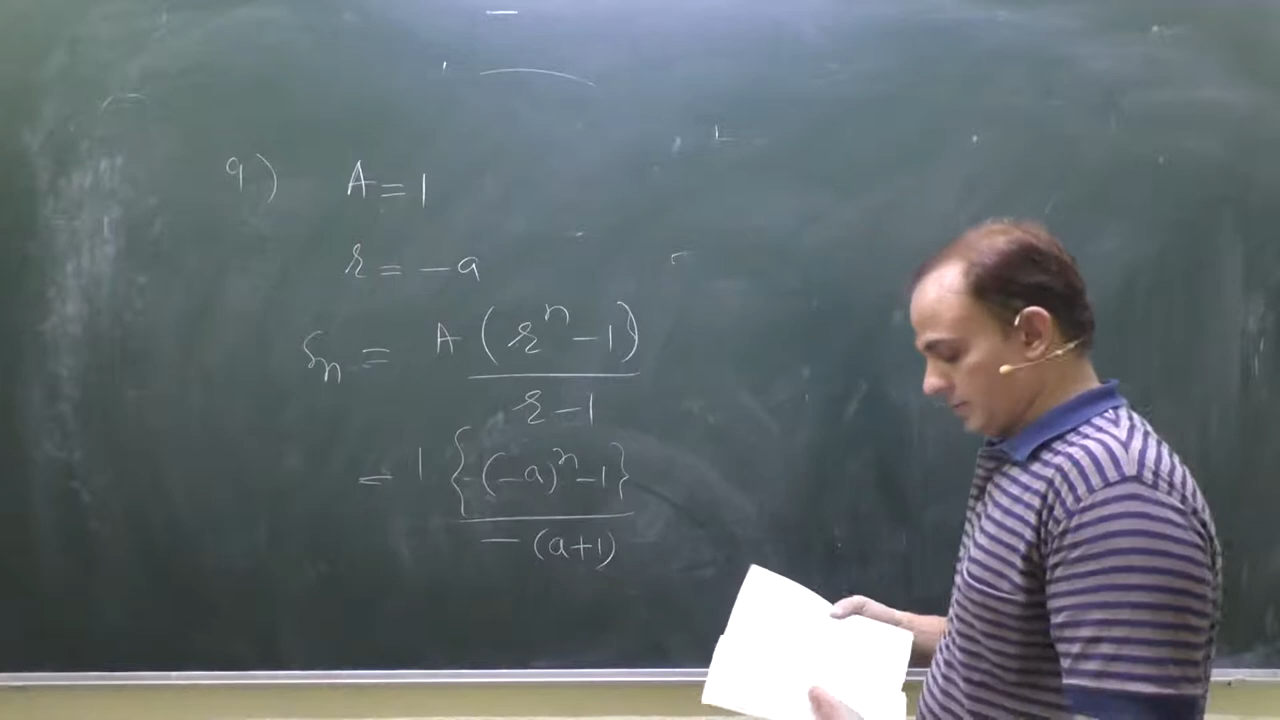 9) A = 1
r = -a
Sn = A (r^n - 1)
r - 1
= 1 {(-a)^n - 1}
- (a+1)